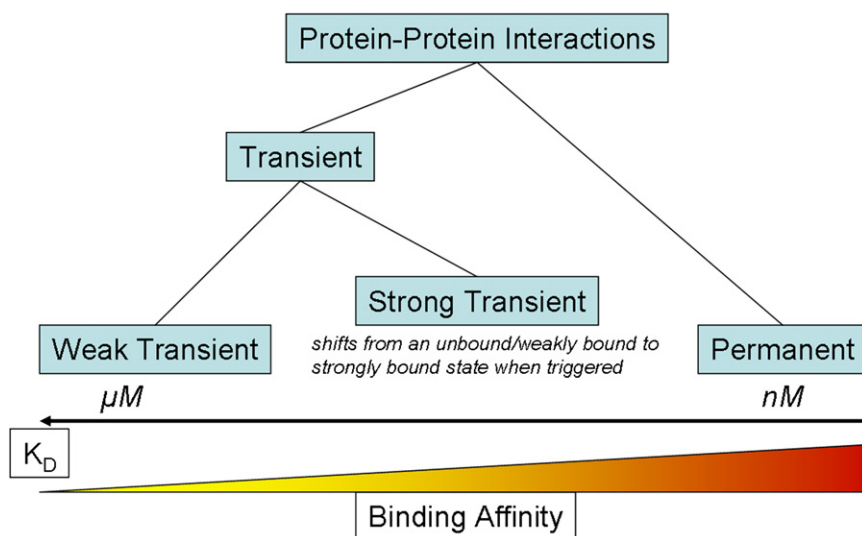 Protein-Protein Interactions
Transient
Strong Transient
shifts from an unbound/weakly bound to
strongly bound state when triggered
Weak Transient
Permanent
µM
nM
K_D
Binding Affinity